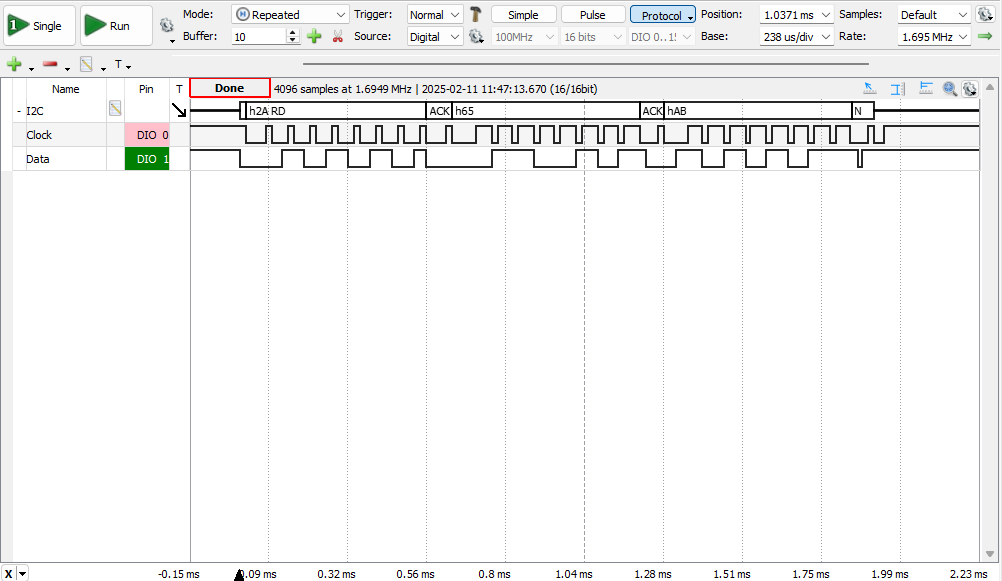 Single Run Mode: Repeated Trigger: Normal Simple Pulse Protocol Position: 1.0371 ms Samples: Default
Buffer: 10 Source: Digital 100MHz 16 bits DIO 0..1 Base: 238 us/div Rate: 1.695 MHz
T
Name Pin T Done 4096 samples at 1.6949 MHz | 2025-02-11 11:47:13.670 (16/16bit)
- I2C h2A RD ACK h65 ACK hAB N
Clock DIO 0
Data DIO 1
X -0.15 ms 0.09 ms 0.32 ms 0.56 ms 0.8 ms 1.04 ms 1.28 ms 1.51 ms 1.75 ms 1.99 ms 2.23 ms